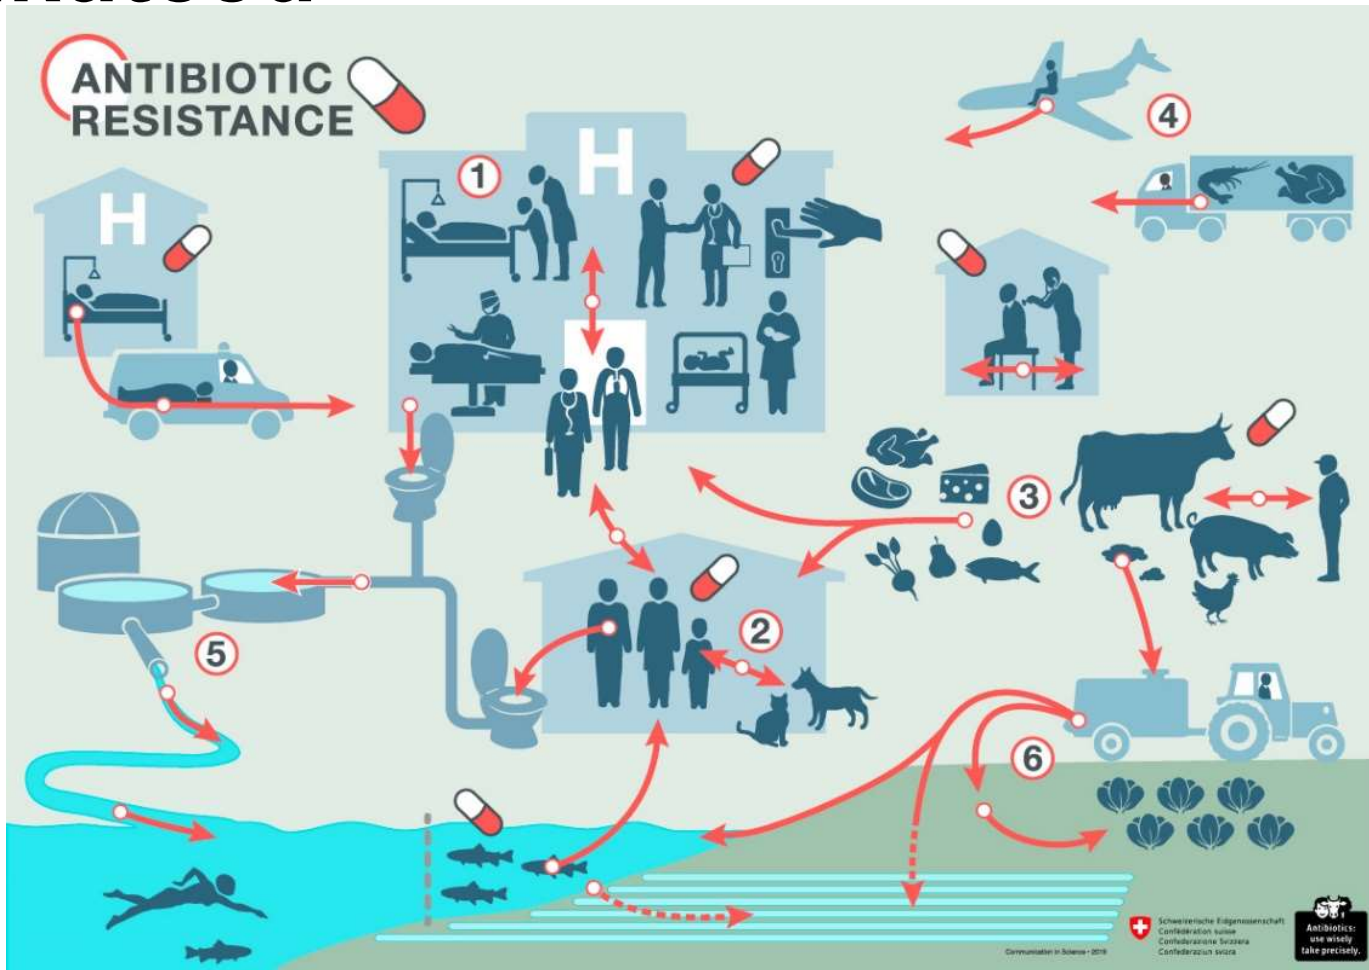 ANTIBIOTIC
RESISTANCE
H
H
1
2
3
4
5
6
Schweizerische Eidgenossenschaft
Confédération suisse
Confederazione Svizzera
Confederaziun svizra
Communication in Science • 2019
Antibiotics:
use wisely
take precisely.